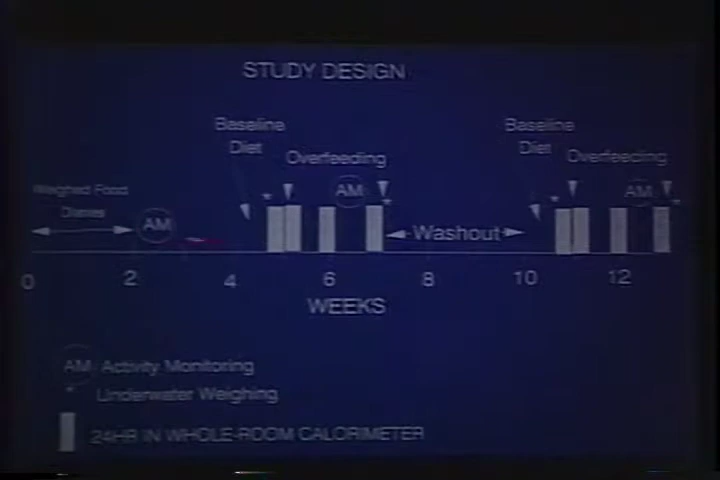 STUDY DESIGN
Baseline
Diet
Overfeeding
AM
*
*
Baseline
Diet
Overfeeding
AM
*
*
Weighed Food
Diaries
AM
Washout
0 2 4 6 8 10 12
WEEKS
AM Activity Monitoring
* Underwater Weighing
24HR IN WHOLE-ROOM CALORIMETER